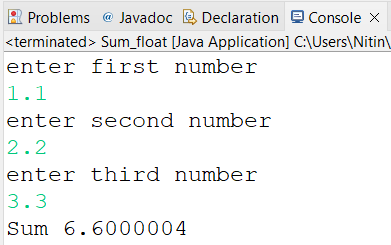 Problems @ Javadoc Declaration Console
<terminated> Sum_float [Java Application] C:\Users\Nitin\
enter first number
1.1
enter second number
2.2
enter third number
3.3
Sum 6.6000004